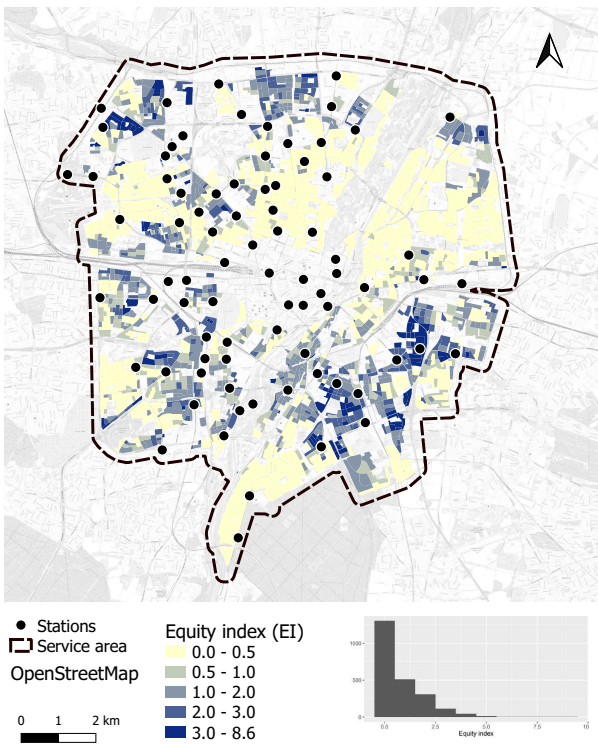 Stations
Service area
OpenStreetMap
0 1 2 km
Equity index (EI)
0.0 - 0.5
0.5 - 1.0
1.0 - 2.0
2.0 - 3.0
3.0 - 8.6
1000
500
0
0.0 2.5 5.0 7.5 10
Equity index